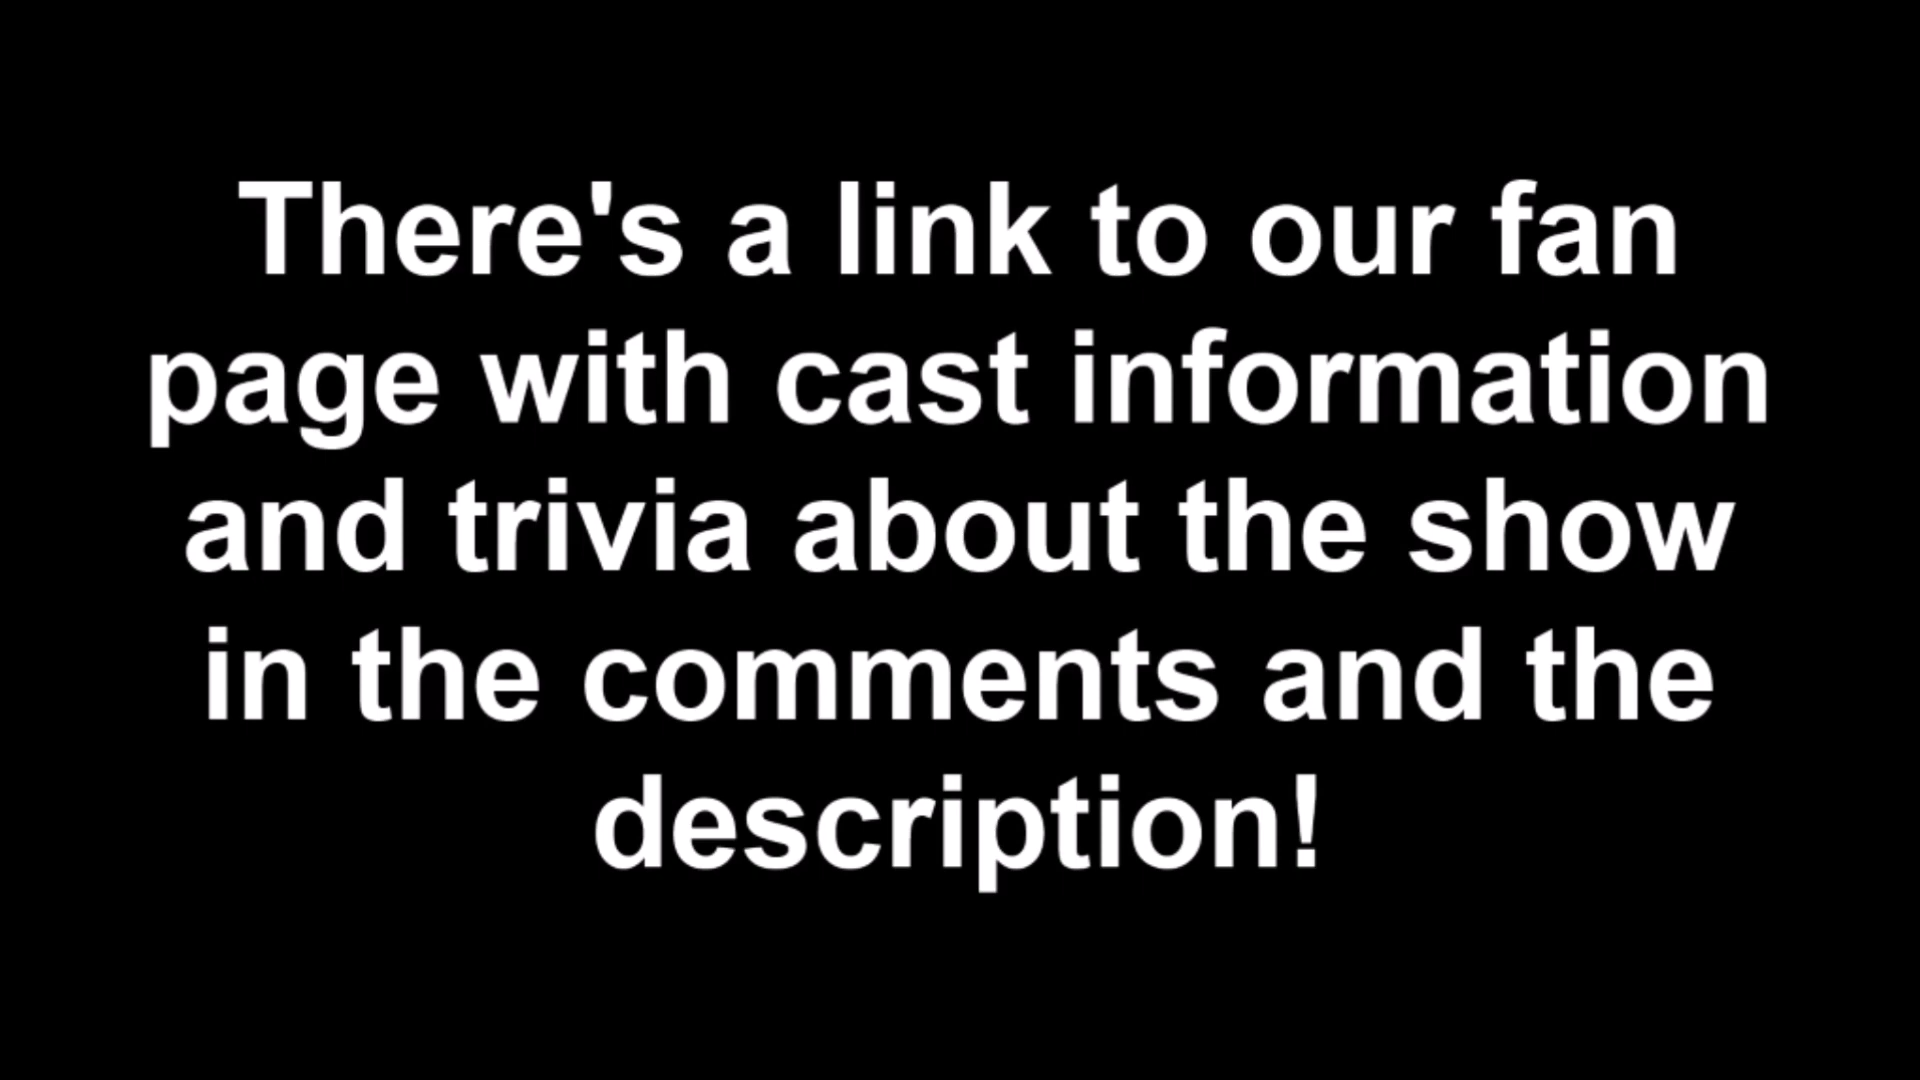 There's a link to our fan
page with cast information
and trivia about the show
in the comments and the
description!